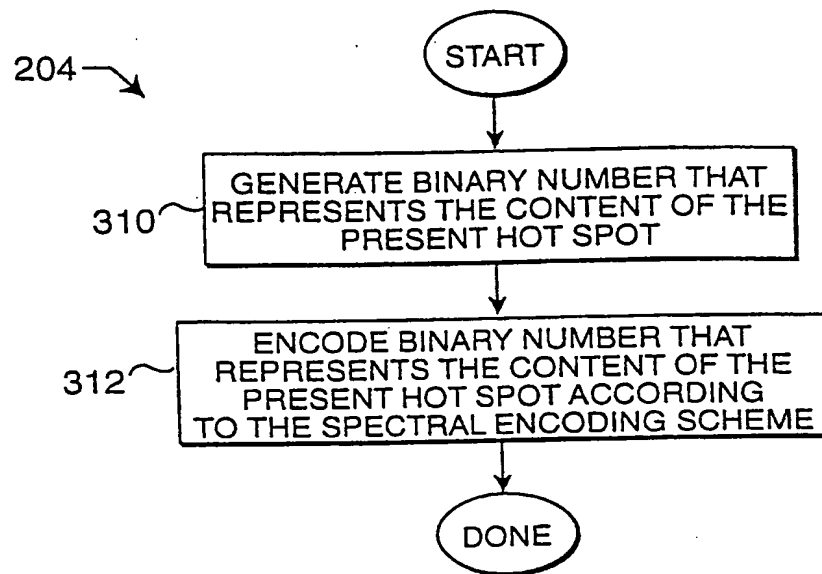 START
204
GENERATE BINARY NUMBER THAT
REPRESENTS THE CONTENT OF THE
PRESENT HOT SPOT
310
ENCODE BINARY NUMBER THAT
REPRESENTS THE CONTENT OF THE
PRESENT HOT SPOT ACCORDING
TO THE SPECTRAL ENCODING SCHEME
312
DONE